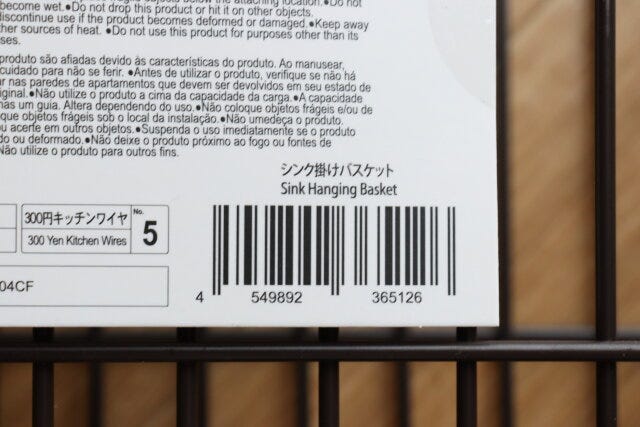 become wet.●Do not drop this product or hit it on other objects.
discontinue use if the product becomes deformed or damaged.●Keep away
other sources of heat. ●Do not use this product for purposes other than its
produto são afiadas devido às características do produto. Ao manusear,
cuidado para não se ferir. ●Antes de utilizar o produto, verifique se não há
nas paredes de apartamentos que devem ser devolvidos em seu estado de
original.●Não utilize o produto a cima da capacidade da carga.●A capacidade
mas um guia. Altera dependendo do uso.●Não coloque objetos frágeis e/ou de
que objetos frágeis sob o local da instalação.●Não umedeça o produto.
ou acerte em outros objetos.●Suspenda o uso imediatamente se o produto
do ou deformado.●Não deixe o produto próximo ao fogo ou fontes de
Não utilize o produto para outros fins.
シンク掛けバスケット
Sink Hanging Basket
300円キッチンワイヤ
300 Yen Kitchen Wires
No.
5
04CF
4 549892 365126